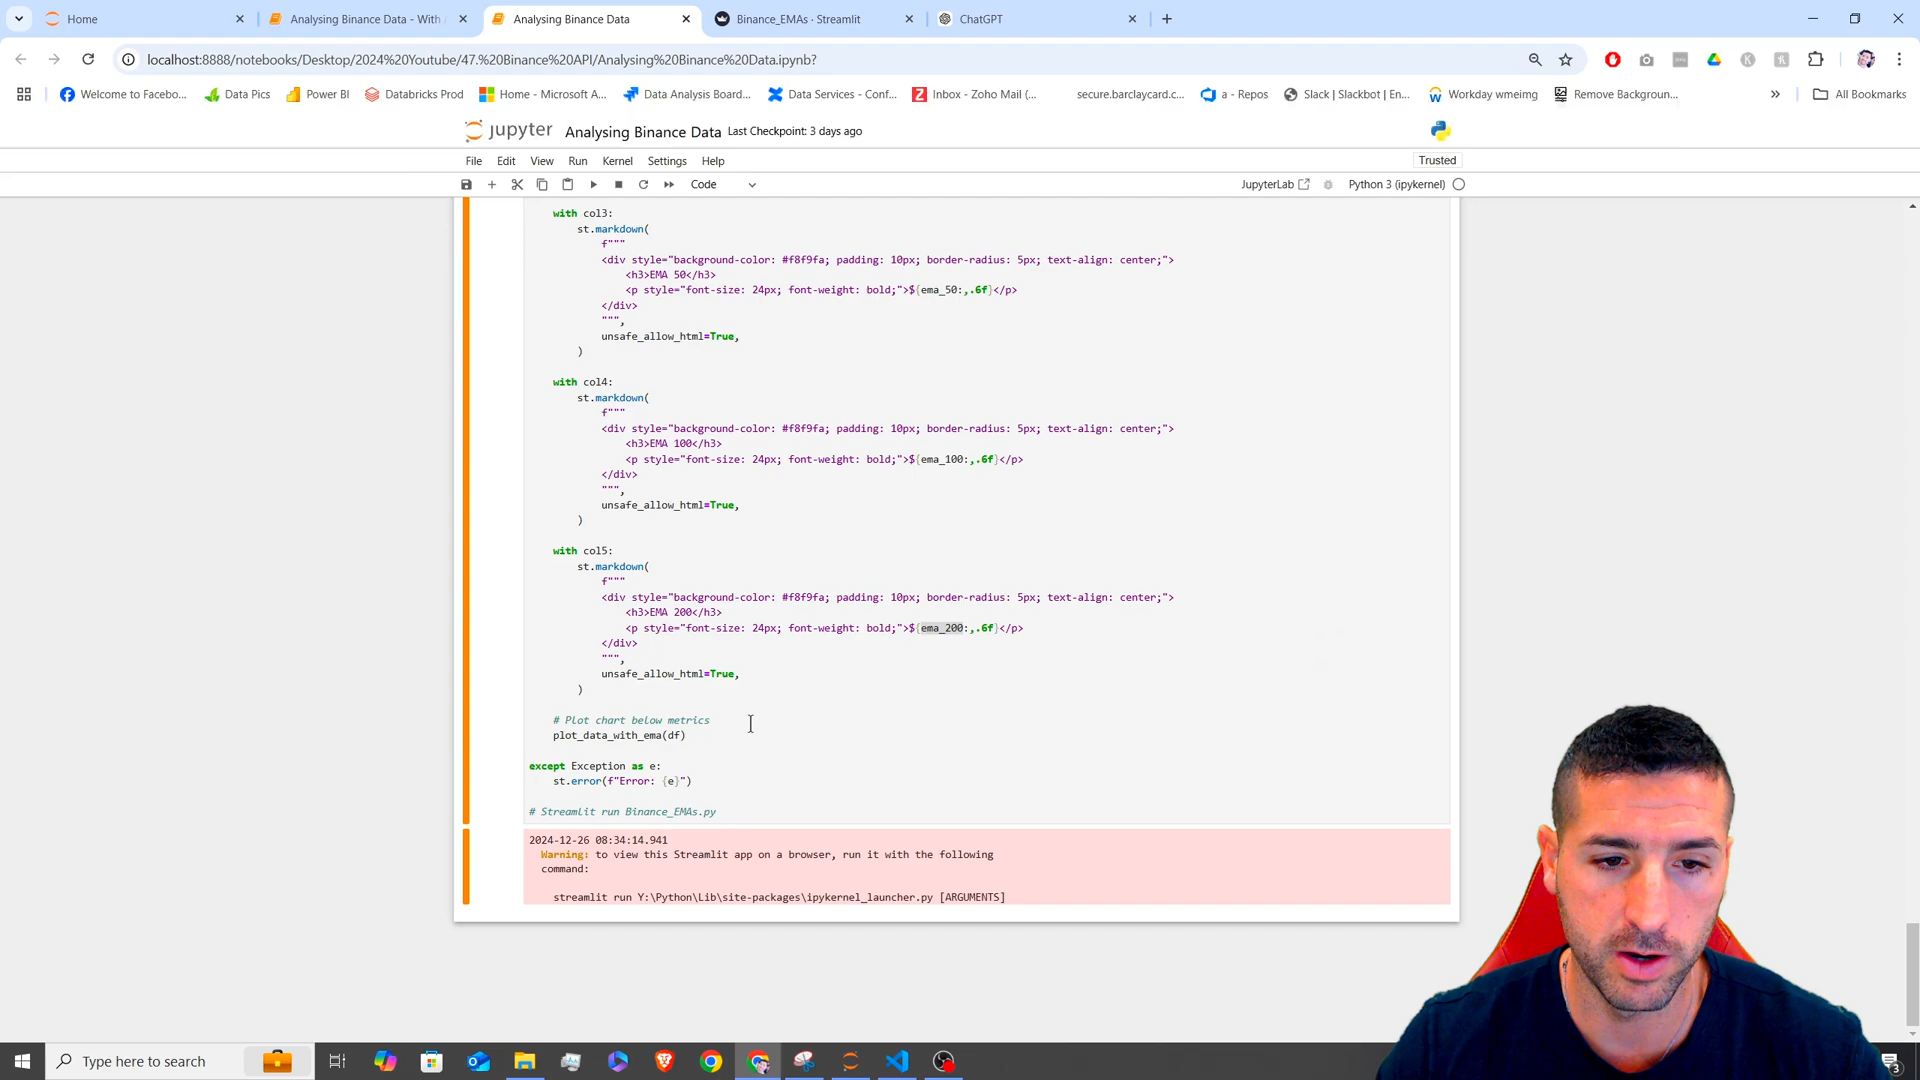 Home
Analysing Binance Data - With
Analysing Binance Data
Binance_EMAs · Streamlit
ChatGPT
localhost:8888/notebooks/Desktop/2024%20Youtube/47.%20Binance%20API/Analysing%20Binance%20Data.ipynb?
Welcome to Facebo...
Data Pics
Power BI
Databricks Prod
Home - Microsoft A...
Data Analysis Board...
Data Services - Conf...
Inbox - Zoho Mail (...
secure.barclaycard.c...
a - Repos
Slack | Slackbot | En...
Workday wmeimg
Remove Backgroun...
All Bookmarks
jupyter Analysing Binance Data Last Checkpoint: 3 days ago
File Edit View Run Kernel Settings Help
Trusted
Code
JupyterLab
Python 3 (ipykernel)
with col3:
st.markdown(
f"""
<div style="background-color: #f8f9fa; padding: 10px; border-radius: 5px; text-align: center;">
<h3>EMA 50</h3>
<p style="font-size: 24px; font-weight: bold;">${ema_50:,.6f}</p>
</div>
""",
unsafe_allow_html=True,
)
with col4:
st.markdown(
f"""
<div style="background-color: #f8f9fa; padding: 10px; border-radius: 5px; text-align: center;">
<h3>EMA 100</h3>
<p style="font-size: 24px; font-weight: bold;">${ema_100:,.6f}</p>
</div>
""",
unsafe_allow_html=True,
)
with col5:
st.markdown(
f"""
<div style="background-color: #f8f9fa; padding: 10px; border-radius: 5px; text-align: center;">
<h3>EMA 200</h3>
<p style="font-size: 24px; font-weight: bold;">${ema_200:,.6f}</p>
</div>
""",
unsafe_allow_html=True,
)
# Plot chart below metrics
plot_data_with_ema(df)
except Exception as e:
st.error(f"Error: {e}")
# Streamlit run Binance_EMAs.py
2024-12-26 08:34:14.941
Warning: to view this Streamlit app on a browser, run it with the following
command:
streamlit run Y:\Python\Lib\site-packages\ipykernel_launcher.py [ARGUMENTS]
Type here to search
3